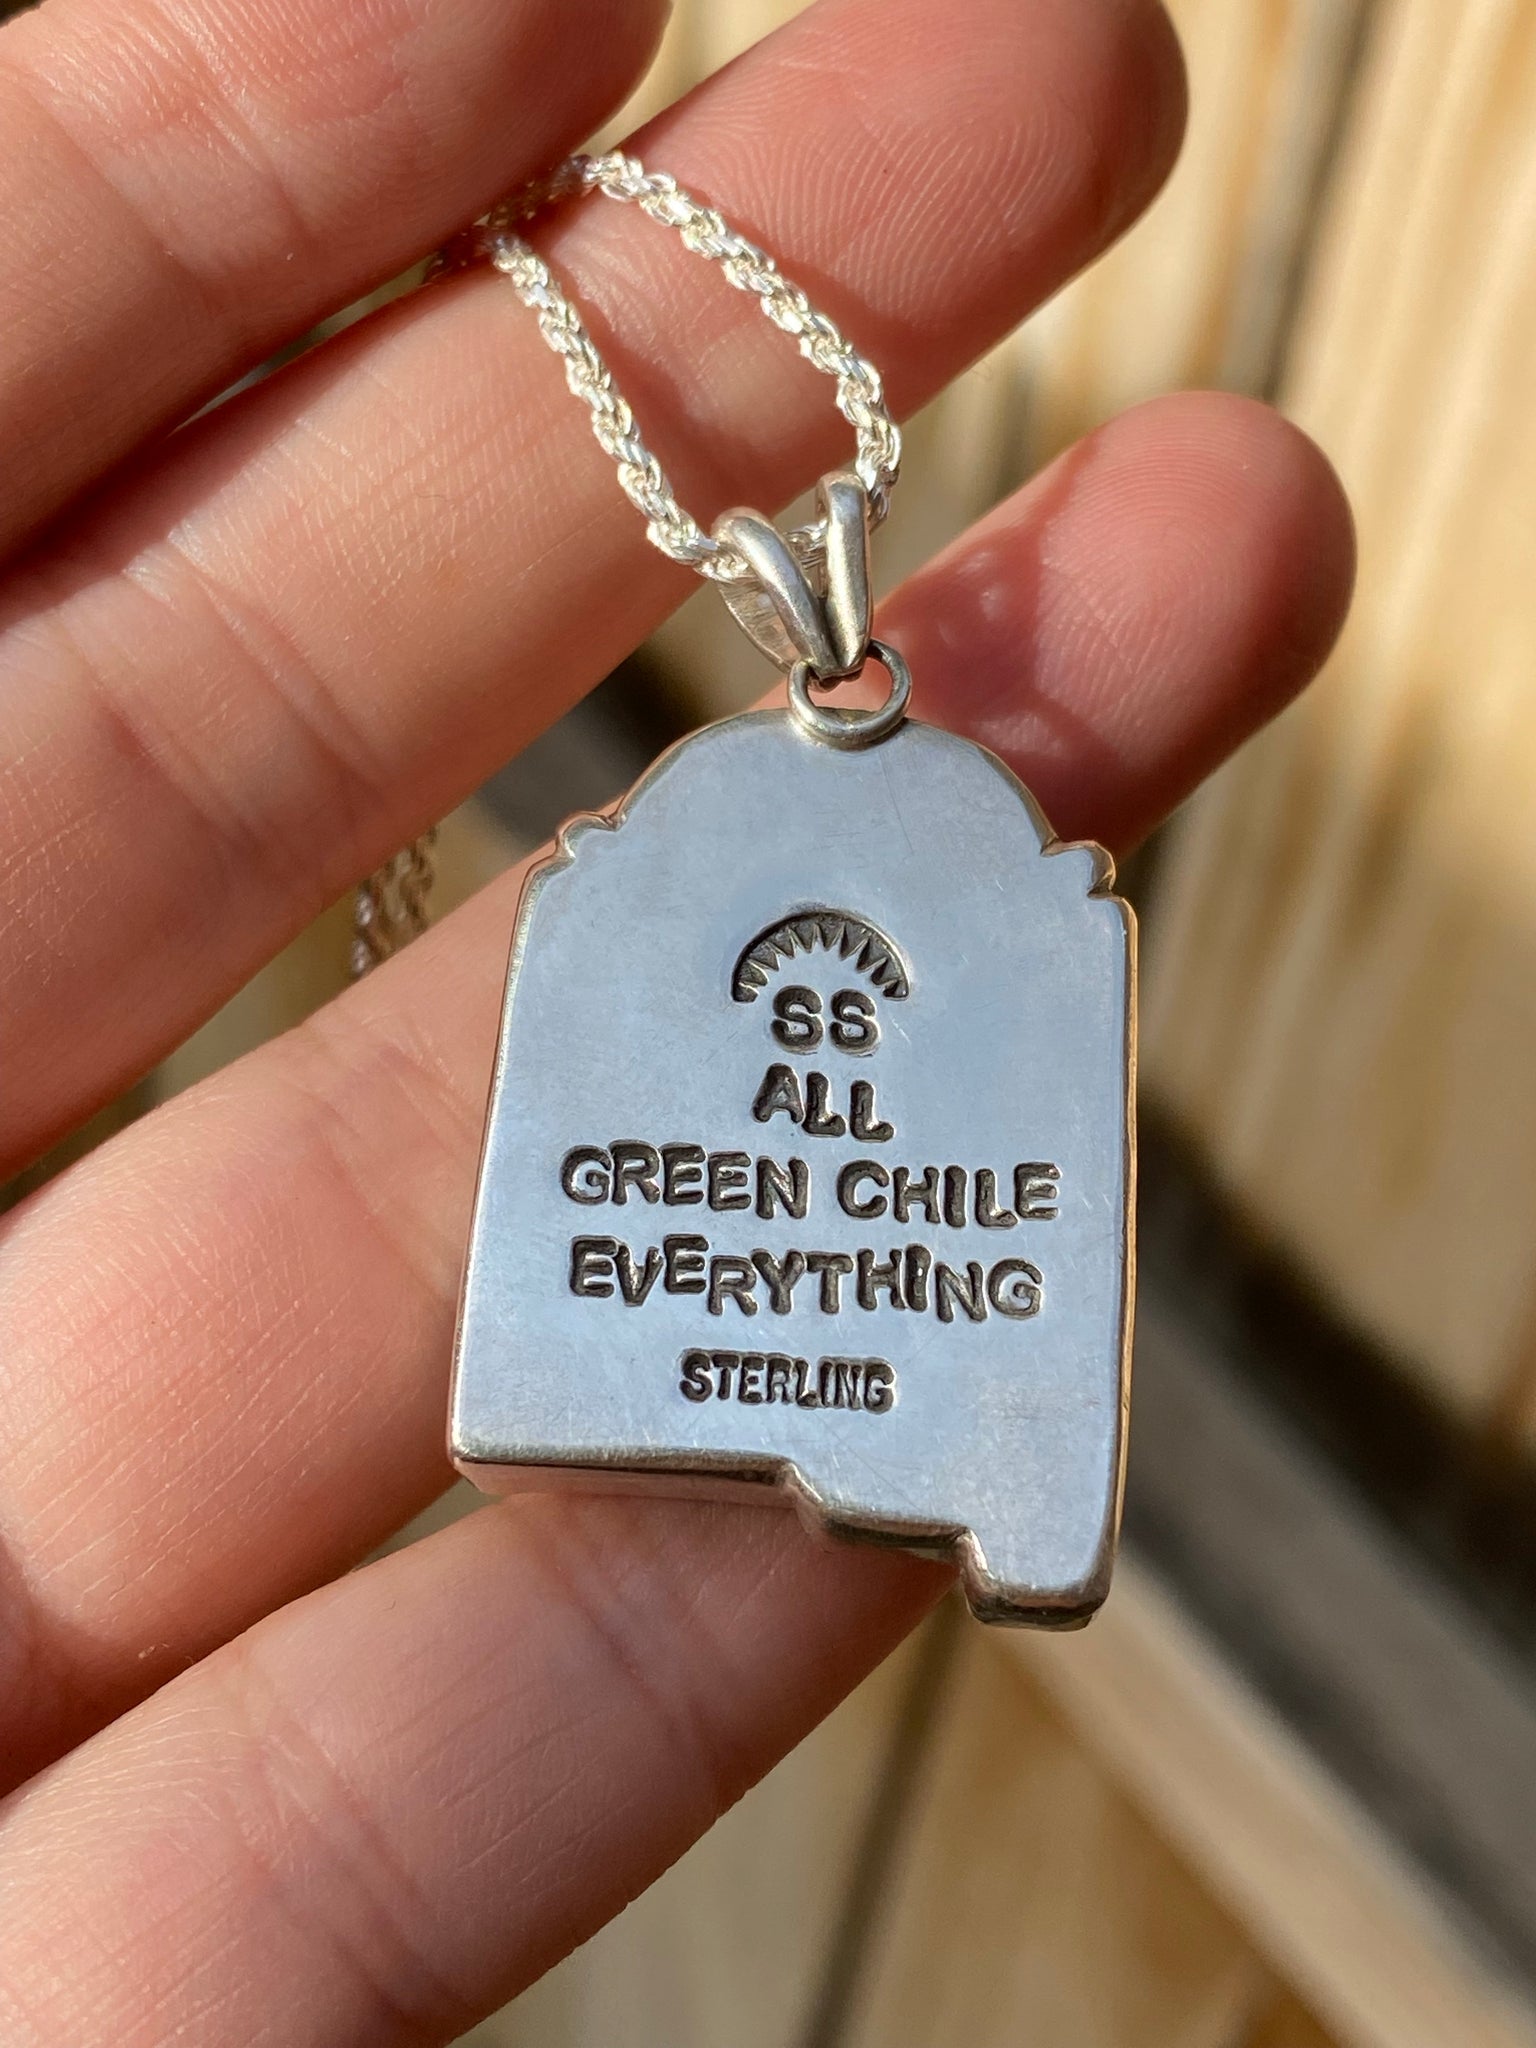 SS
ALL
GREEN CHILE
EVERYTHING
STERLING